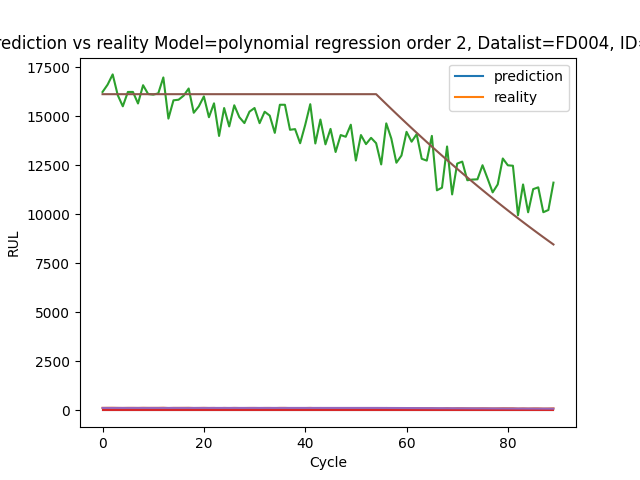 rediction vs reality Model=polynomial regression order 2, Datalist=FD004, ID=
prediction
reality
17500
15000
12500
10000
7500
5000
2500
0
RUL
0 20 40 60 80
Cycle